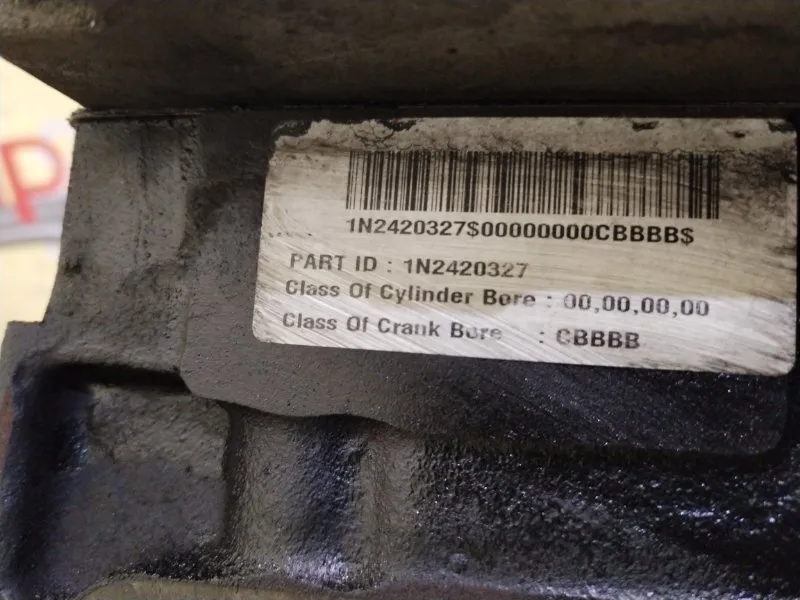 P
1N2420327$00000000CBBBB$
PART ID : 1N2420327
Class Of Cylinder Bore : 00,00,00,00
Class Of Crank Bore : CBBBB